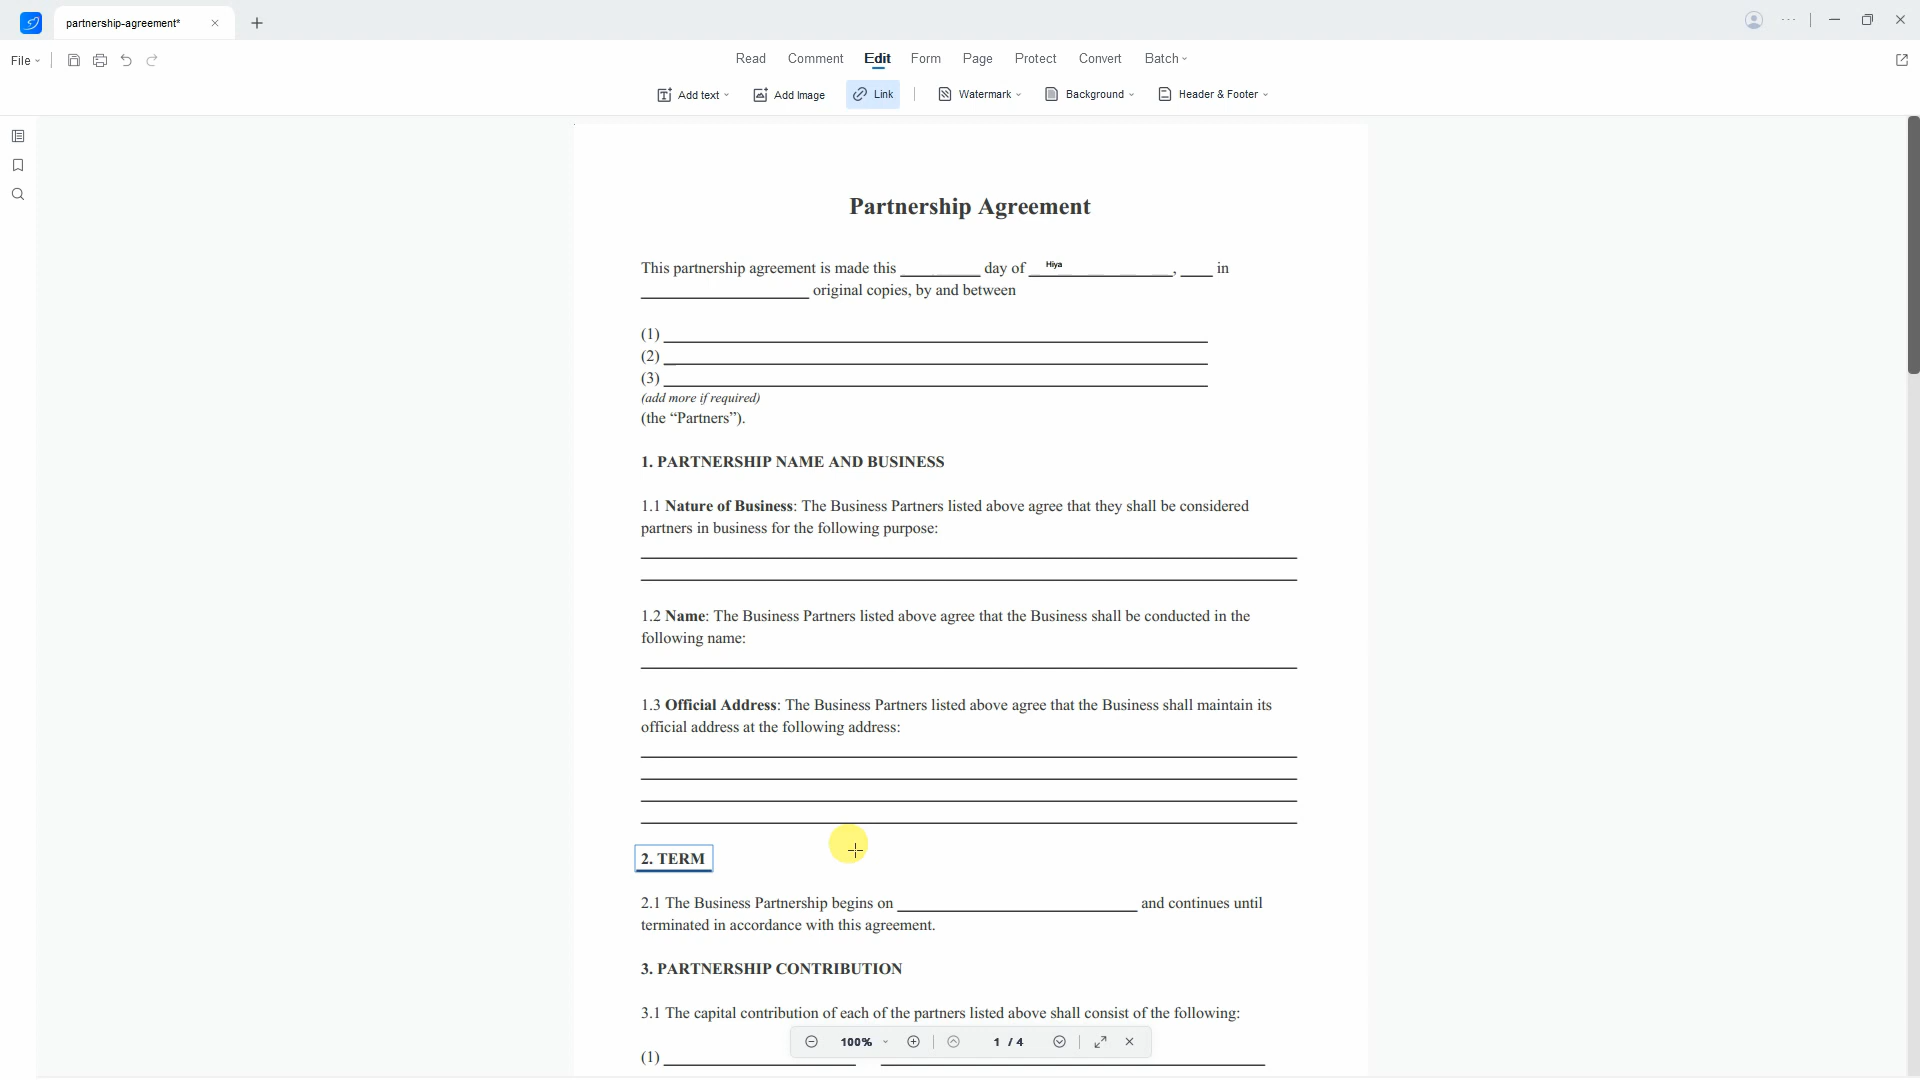 partnership-agreement*
File
Read Comment Edit Form Page Protect Convert Batch
Add text Add Image Link Watermark Background Header & Footer
Partnership Agreement
This partnership agreement is made this __________ day of Hiya__________________, ____ in
_____________________ original copies, by and between
(1) ____________________________________________________________________
(2) ____________________________________________________________________
(3) ____________________________________________________________________
(add more if required)
(the “Partners”).
1. PARTNERSHIP NAME AND BUSINESS
1.1 Nature of Business: The Business Partners listed above agree that they shall be considered
partners in business for the following purpose:
1.2 Name: The Business Partners listed above agree that the Business shall be conducted in the
following name:
1.3 Official Address: The Business Partners listed above agree that the Business shall maintain its
official address at the following address:
2. TERM
2.1 The Business Partnership begins on ______________________________ and continues until
terminated in accordance with this agreement.
3. PARTNERSHIP CONTRIBUTION
3.1 The capital contribution of each of the partners listed above shall consist of the following:
100% 1 / 4
(1) ________________________ ________________________________________________